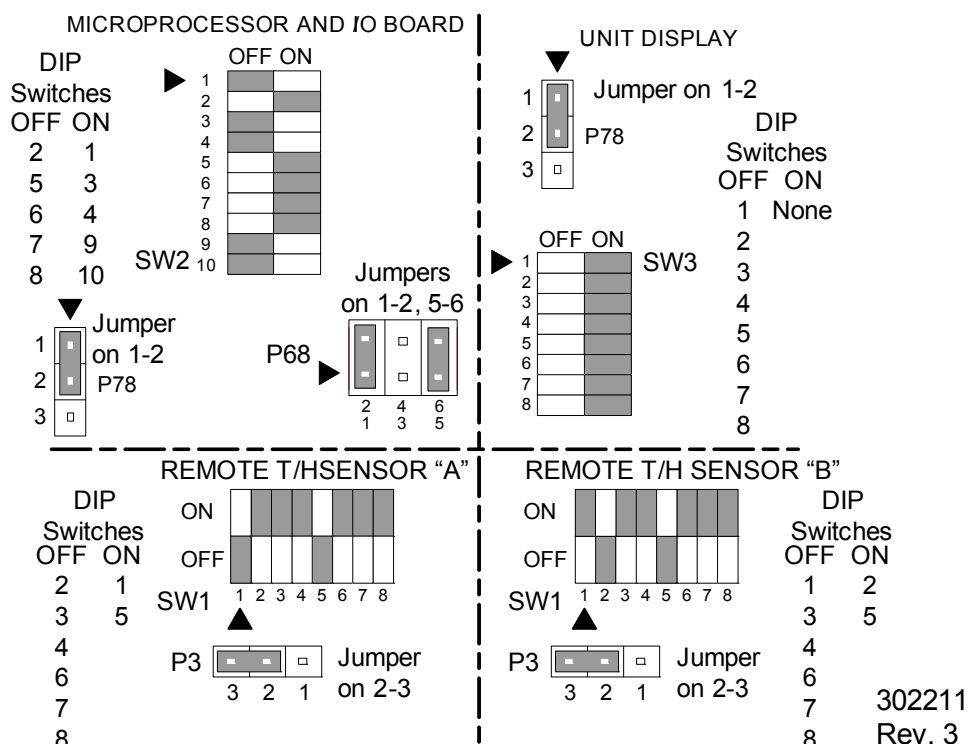 MICROPROCESSOR AND IO BOARD
DIP
Switches
OFF ON
2 1
5 3
6 4
7 9
8 10
OFF ON
1
2
3
4
5
6
7
8
9
10
SW2
Jumper
on 1-2
1
2
3
P78
Jumpers
on 1-2, 5-6
P68
2 4 6
1 3 5
UNIT DISPLAY
Jumper on 1-2
1
2
3
P78
DIP
Switches
OFF ON
1 None
2
3
4
5
6
7
8
OFF ON
1
2
3
4
5
6
7
8
SW3
REMOTE T/HSENSOR “A”
DIP
Switches
OFF ON
2 1
3 5
4
6
7
8
ON
OFF
SW1
1 2 3 4 5 6 7 8
P3
3 2 1
Jumper
on 2-3
REMOTE T/H SENSOR “B”
ON
OFF
SW1
1 2 3 4 5 6 7 8
P3
3 2 1
Jumper
on 2-3
DIP
Switches
OFF ON
1 2
3 5
4
6
7
8
302211
Rev. 3